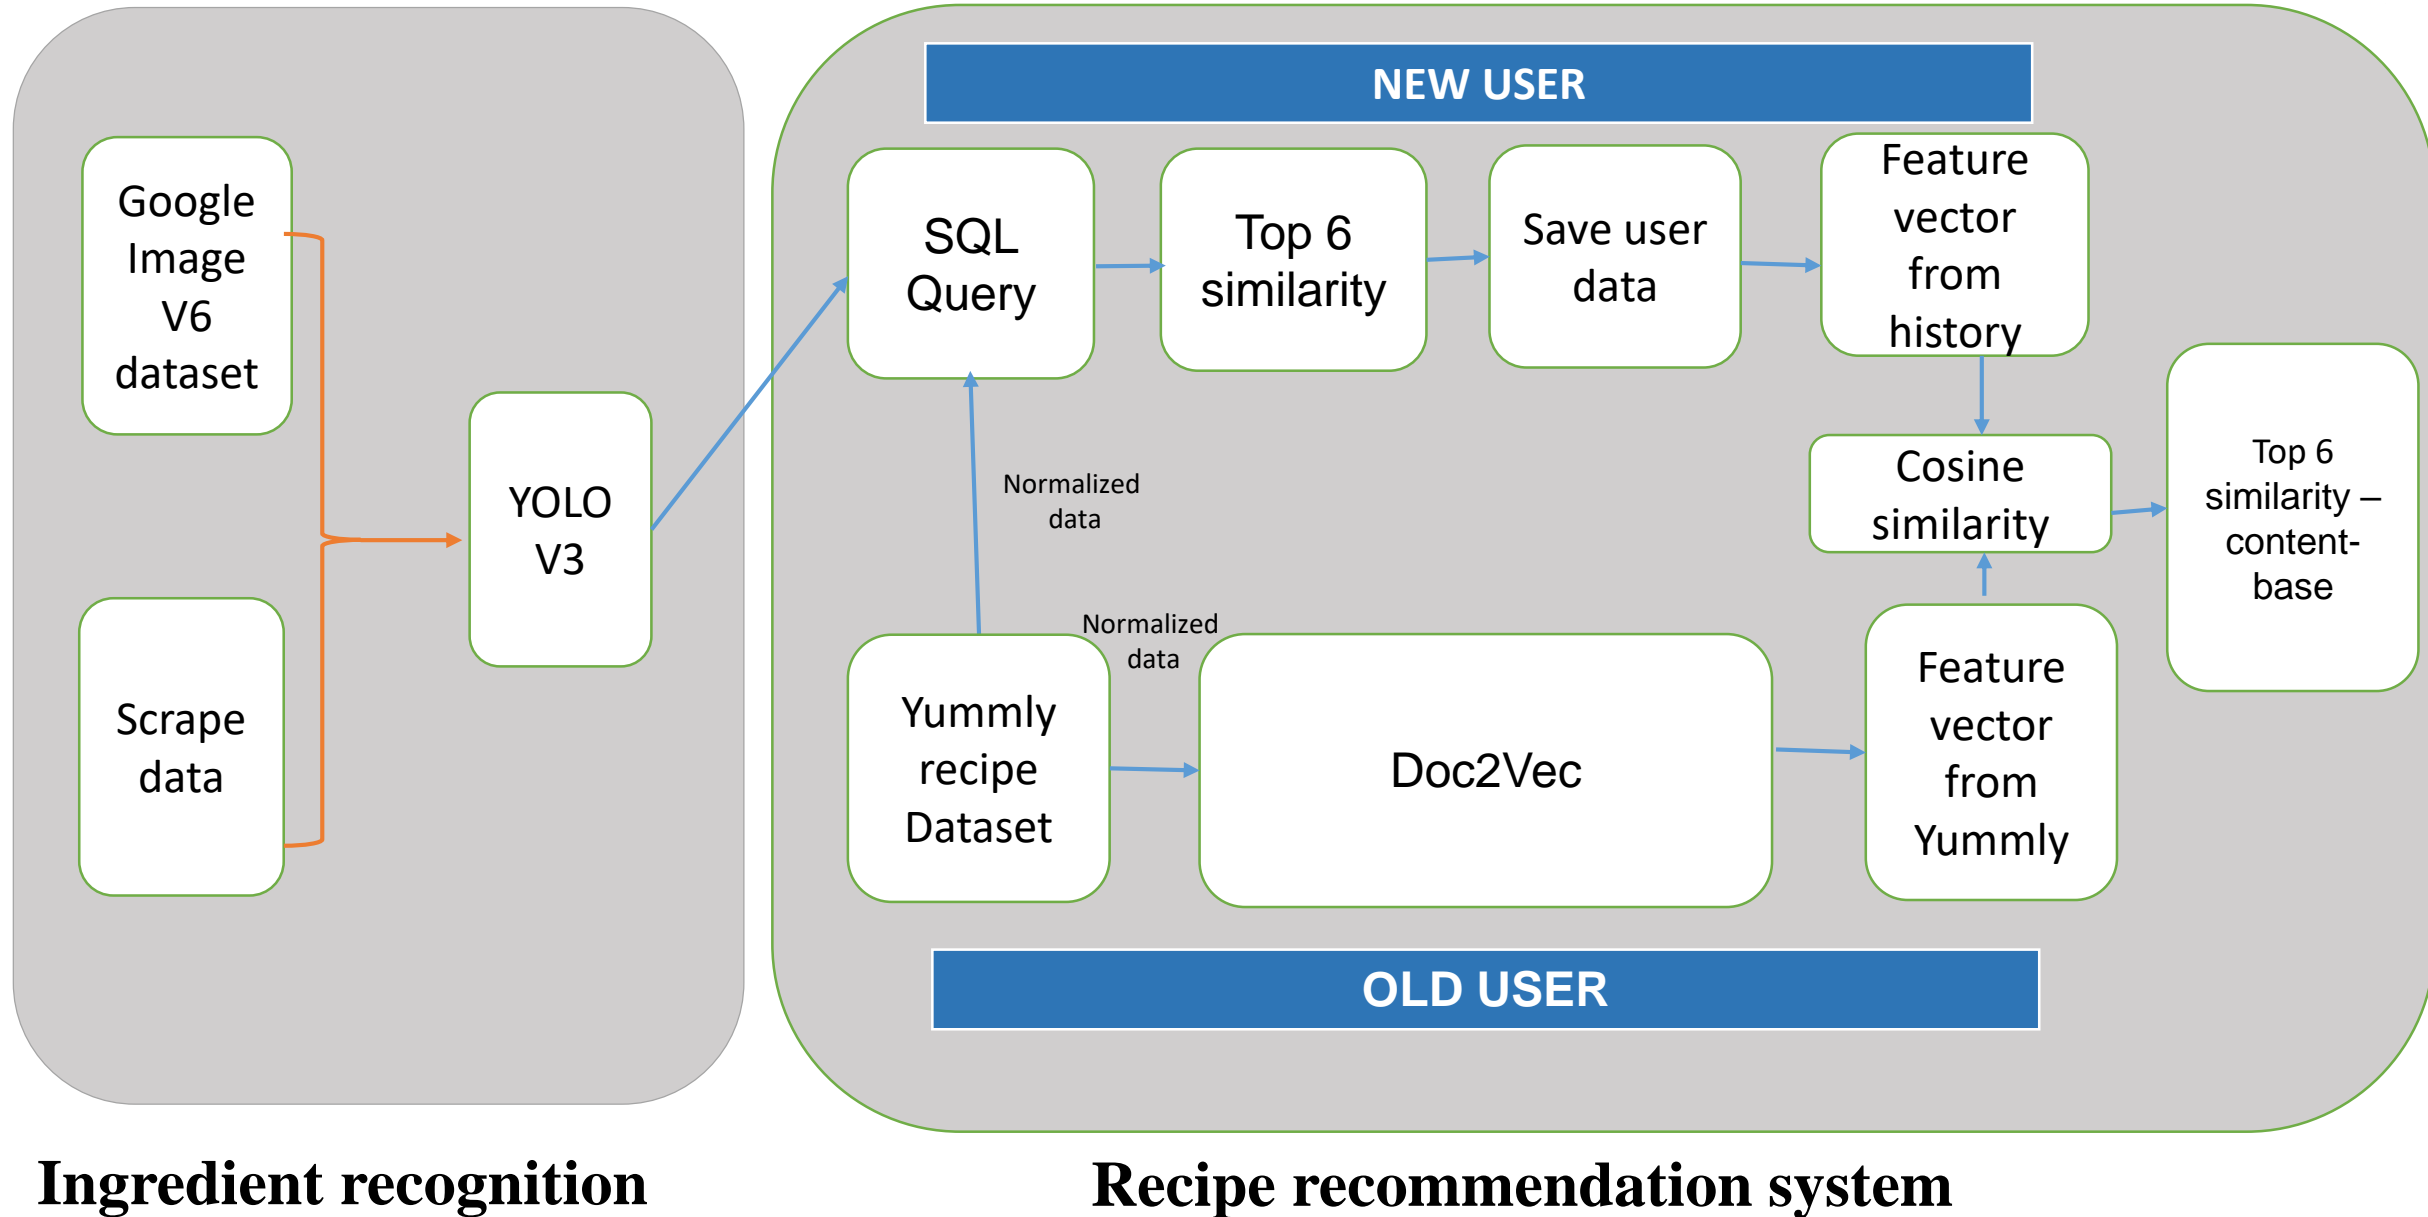 Google
Image
V6
dataset
Scrape
data
YOLO
V3
Ingredient recognition
NEW USER
SQL
Query
Top 6
similarity
Save user
data
Feature
vector
from
history
Normalized
data
Cosine
similarity
Top 6
similarity –
content-
base
Normalized
data
Yummly
recipe
Dataset
Doc2Vec
Feature
vector
from
Yummly
OLD USER
Recipe recommendation system